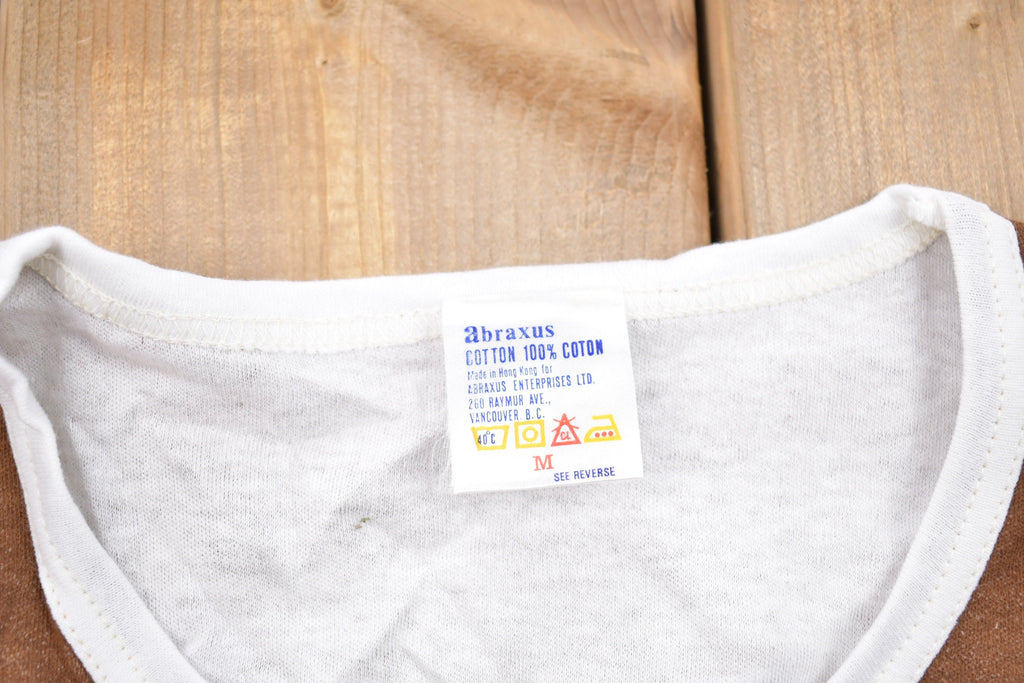 abraxus
COTTON 100% COTON
Made in Hong Kong for
ABRAXUS ENTERPRISES LTD.
260 RAYMUR AVE.,
VANCOUVER B.C.
40°C CL
M
SEE REVERSE